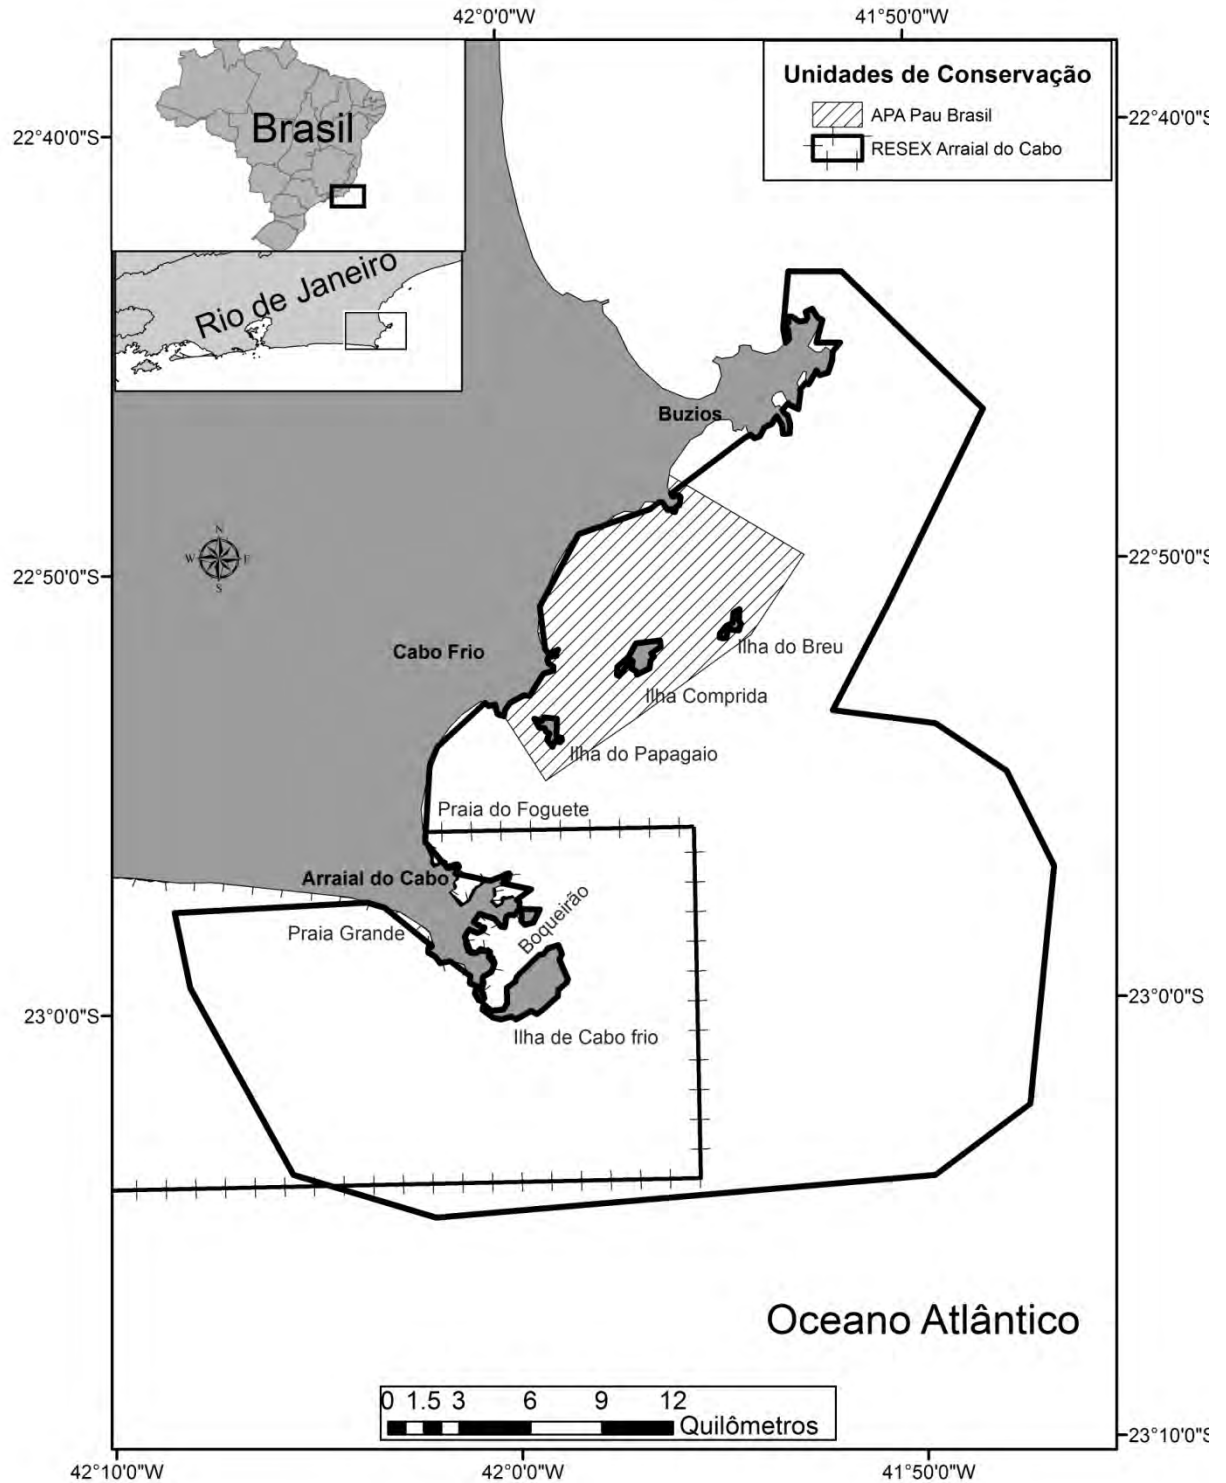 42°0'0"W
41°50'0"W
Unidades de Conservação
APA Pau Brasil
RESEX Arraial do Cabo
Brasil
22°40'0"S
22°40'0"S
Rio de Janeiro
Buzios
N
W
E
S
22°50'0"S
22°50'0"S
Cabo Frio
Ilha do Breu
Ilha Comprida
Ilha do Papagaio
Praia do Foguete
Arraial do Cabo
Boqueirão
Praia Grande
23°0'0"S
23°0'0"S
Ilha de Cabo frio
Oceano Atlântico
0 1.5 3 6 9 12
Quilômetros
23°10'0"S
42°10'0"W
42°0'0"W
41°50'0"W